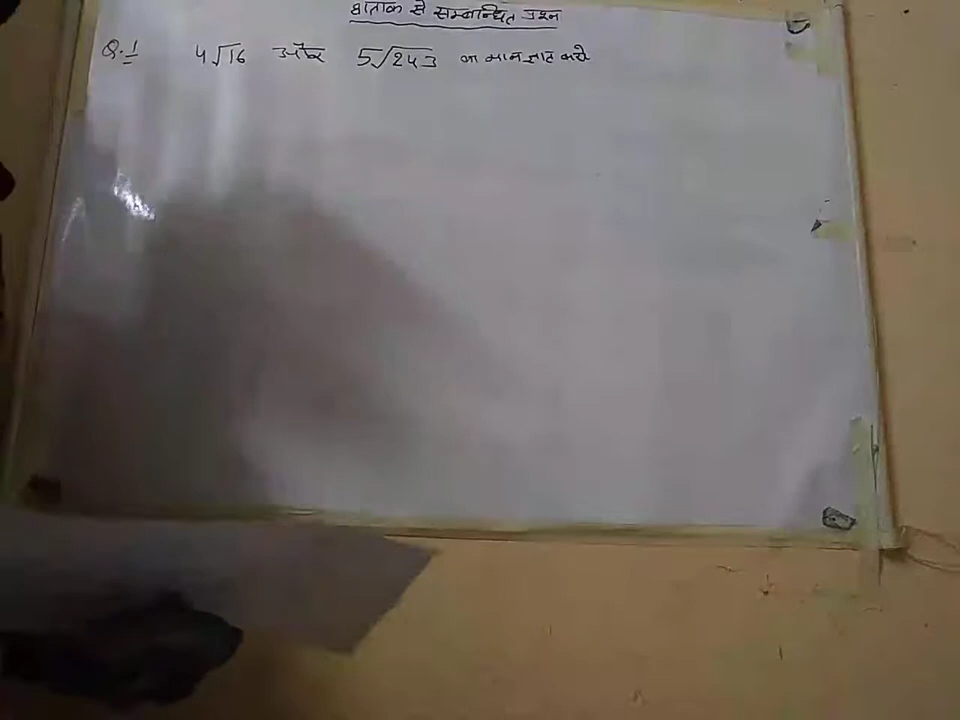 घातांक से सम्बन्धित प्रश्न
Q.1 4√16 और 5√243 का मान ज्ञात करो